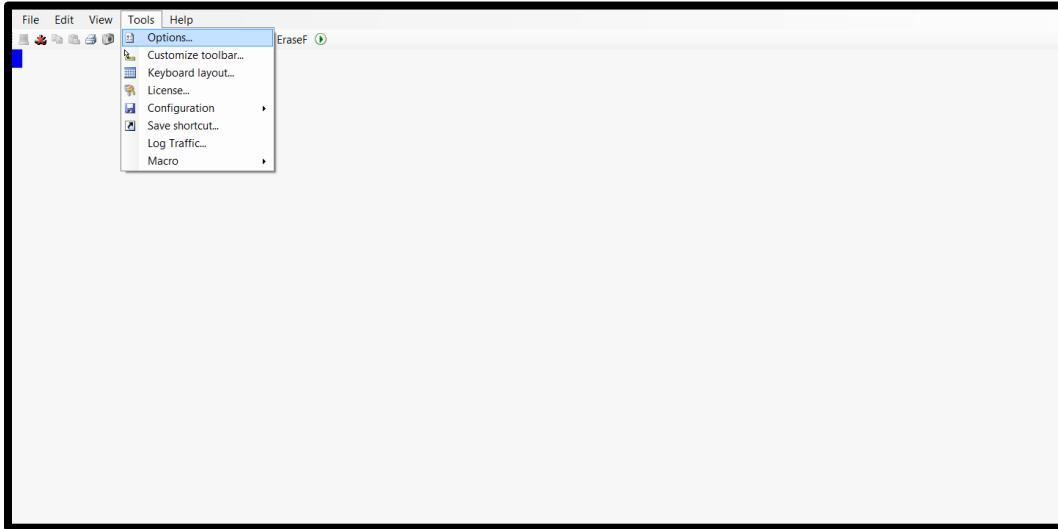 File Edit View Tools Help
Options... EraseF
Customize toolbar...
Keyboard layout...
License...
Configuration
Save shortcut...
Log Traffic...
Macro